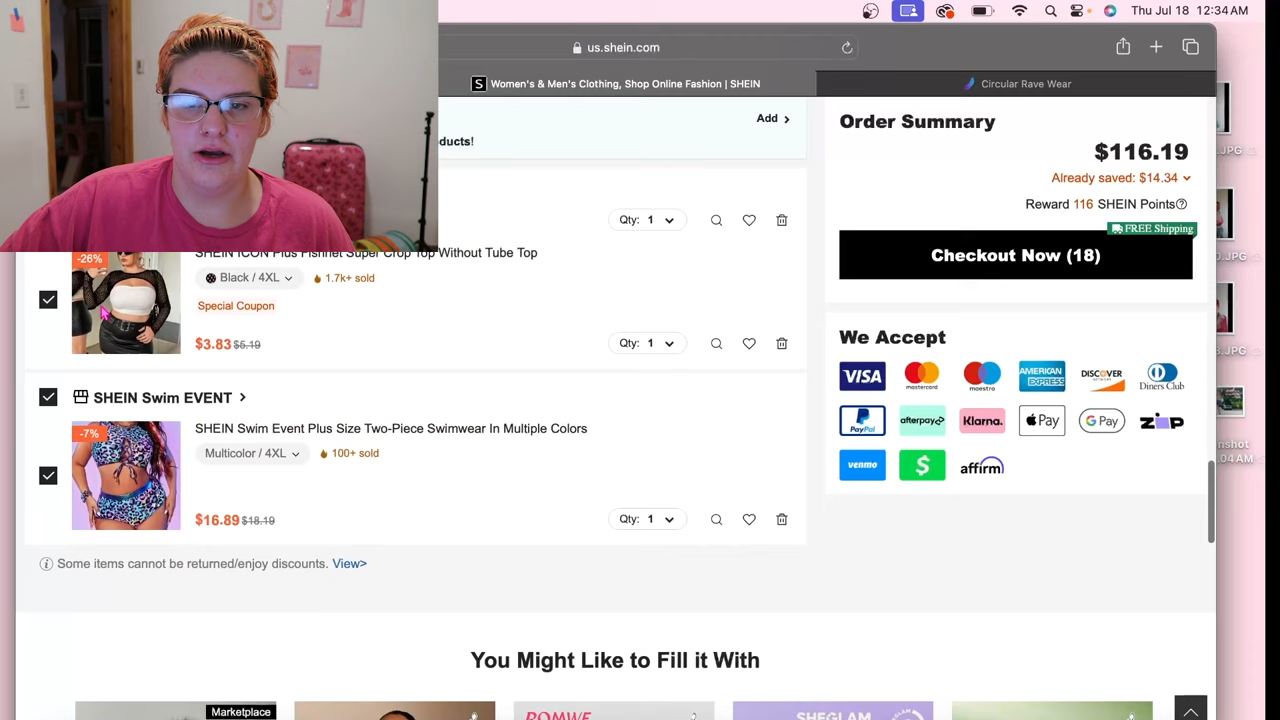 Thu Jul 18 12:34AM
us.shein.com
S Women's & Men's Clothing, Shop Online Fashion | SHEIN
Circular Rave Wear
Add >
ducts!
Qty: 1
SHEIN ICON Plus Fishnet Super Crop Top Without Tube Top
-26%
Black / 4XL
1.7k+ sold
Special Coupon
$3.83 $5.19
Qty: 1
SHEIN Swim EVENT >
-7%
SHEIN Swim Event Plus Size Two-Piece Swimwear In Multiple Colors
Multicolor / 4XL
100+ sold
$16.89 $18.19
Qty: 1
Some items cannot be returned/enjoy discounts. View>
Order Summary
$116.19
Already saved: $14.34
Reward 116 SHEIN Points
FREE Shipping
Checkout Now (18)
We Accept
VISA
mastercard
maestro
AMERICAN EXPRESS
DISCOVER
Diners Club
PayPal
afterpay
Klarna.
Pay
G Pay
ZIP
venmo
$
affirm
.JPG
.JPG
You Might Like to Fill it With
Marketplace
ROMWE
SHEGLAM